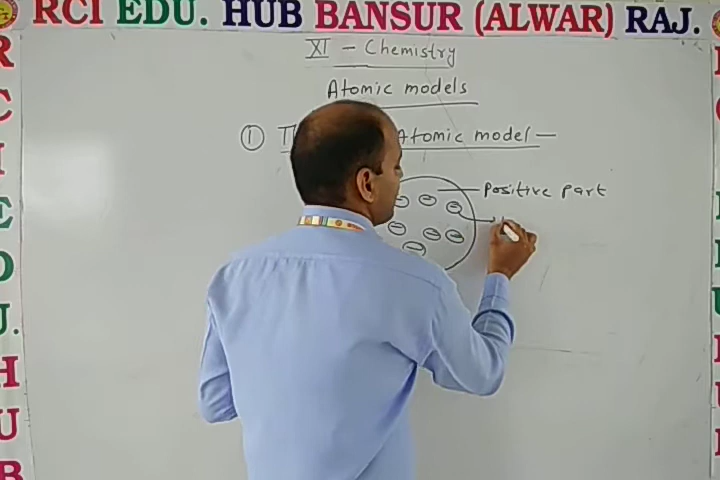 RCI EDU. HUB BANSUR (ALWAR) RAJ.
XI - Chemistry
Atomic models
① Atomic model —
Positive part
R
C
I
E
D
U.
H
U
B